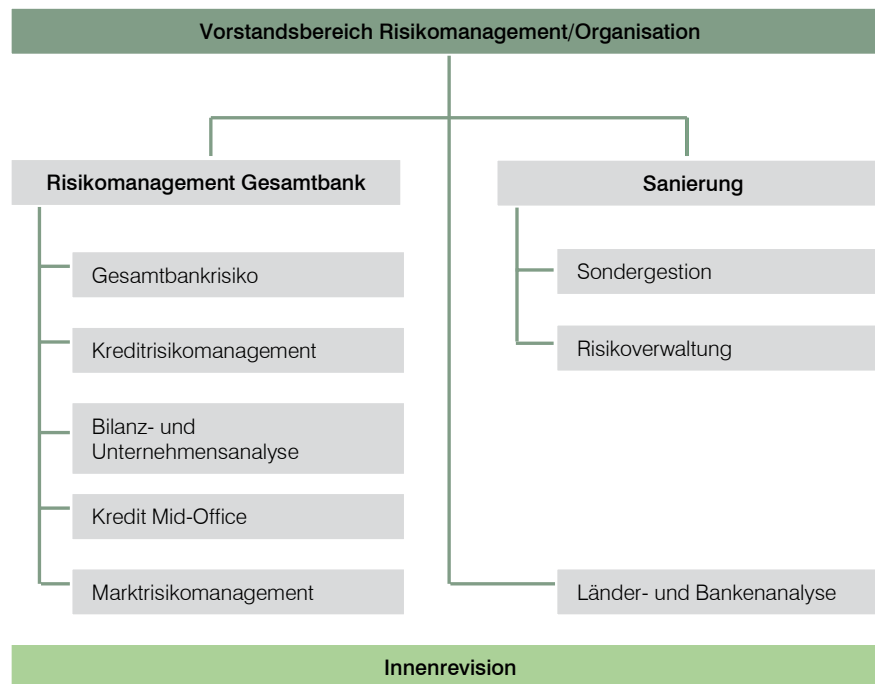 Vorstandsbereich Risikomanagement/Organisation
Risikomanagement Gesamtbank
Gesamtbankrisiko
Kreditrisikomanagement
Bilanz- und
Unternehmensanalyse
Kredit Mid-Office
Marktrisikomanagement
Sanierung
Sondergestion
Risikoverwaltung
Länder- und Bankenanalyse
Innenrevision